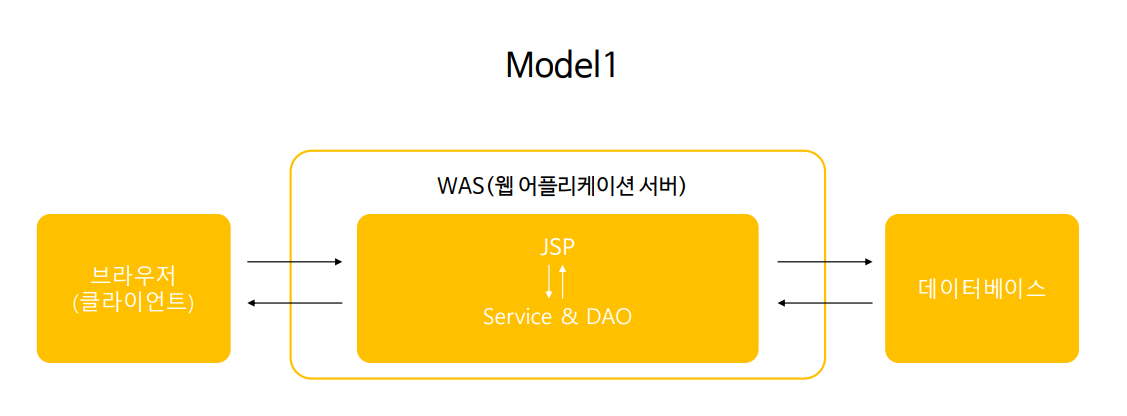 Model1
WAS(웹 어플리케이션 서버)
브라우저
(클라이언트)
JSP
Service & DAO
데이터베이스